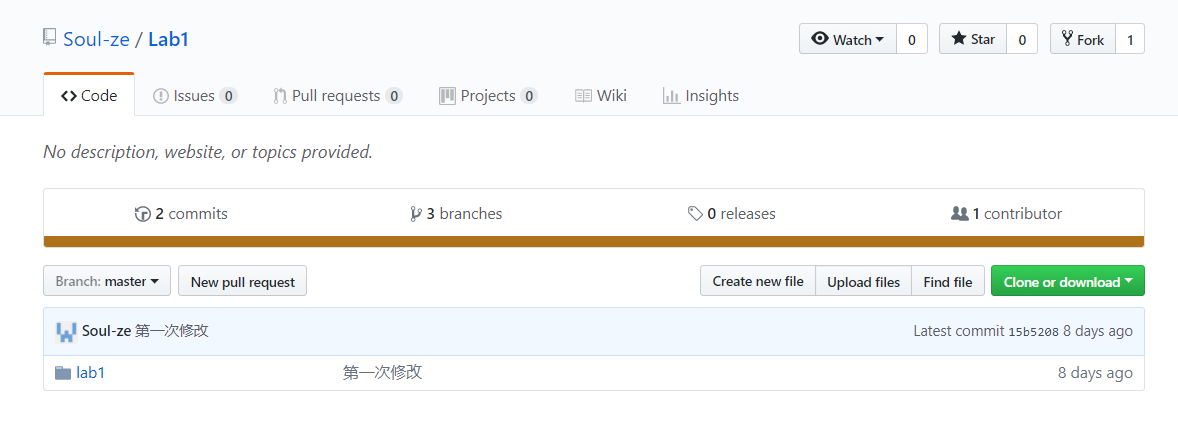 Soul-ze / Lab1
Watch 0 Star 0 Fork 1
Code Issues 0 Pull requests 0 Projects 0 Wiki Insights
No description, website, or topics provided.
2 commits 3 branches 0 releases 1 contributor
Branch: master New pull request Create new file Upload files Find file Clone or download
Soul-ze 第一次修改 Latest commit 15b5208 8 days ago
lab1 第一次修改 8 days ago